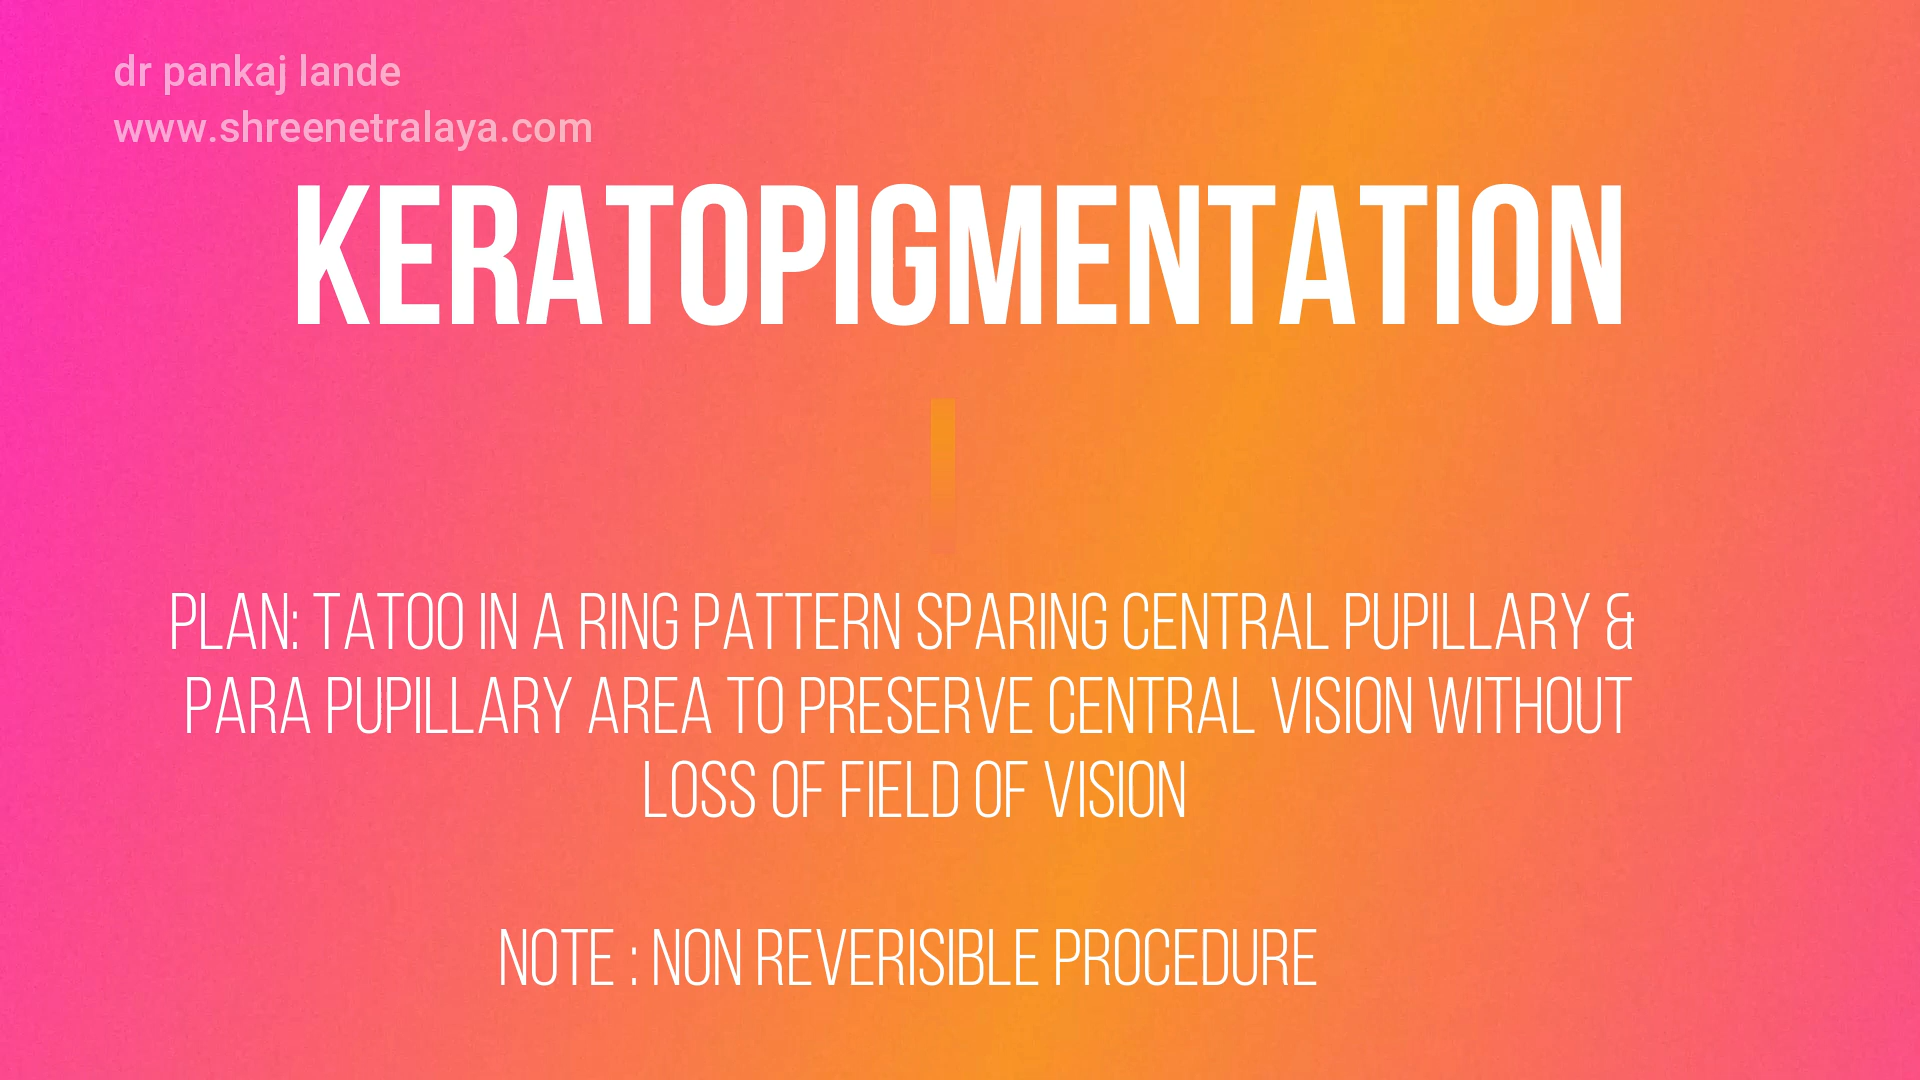 dr pankaj lande
www.shreenetralaya.com
KERATOPIGMENTATION
PLAN: TATOO IN A RING PATTERN SPARING CENTRAL PUPILLARY &
PARA PUPILLARY AREA TO PRESERVE CENTRAL VISION WITHOUT
LOSS OF FIELD OF VISION
NOTE : NON REVERISIBLE PROCEDURE